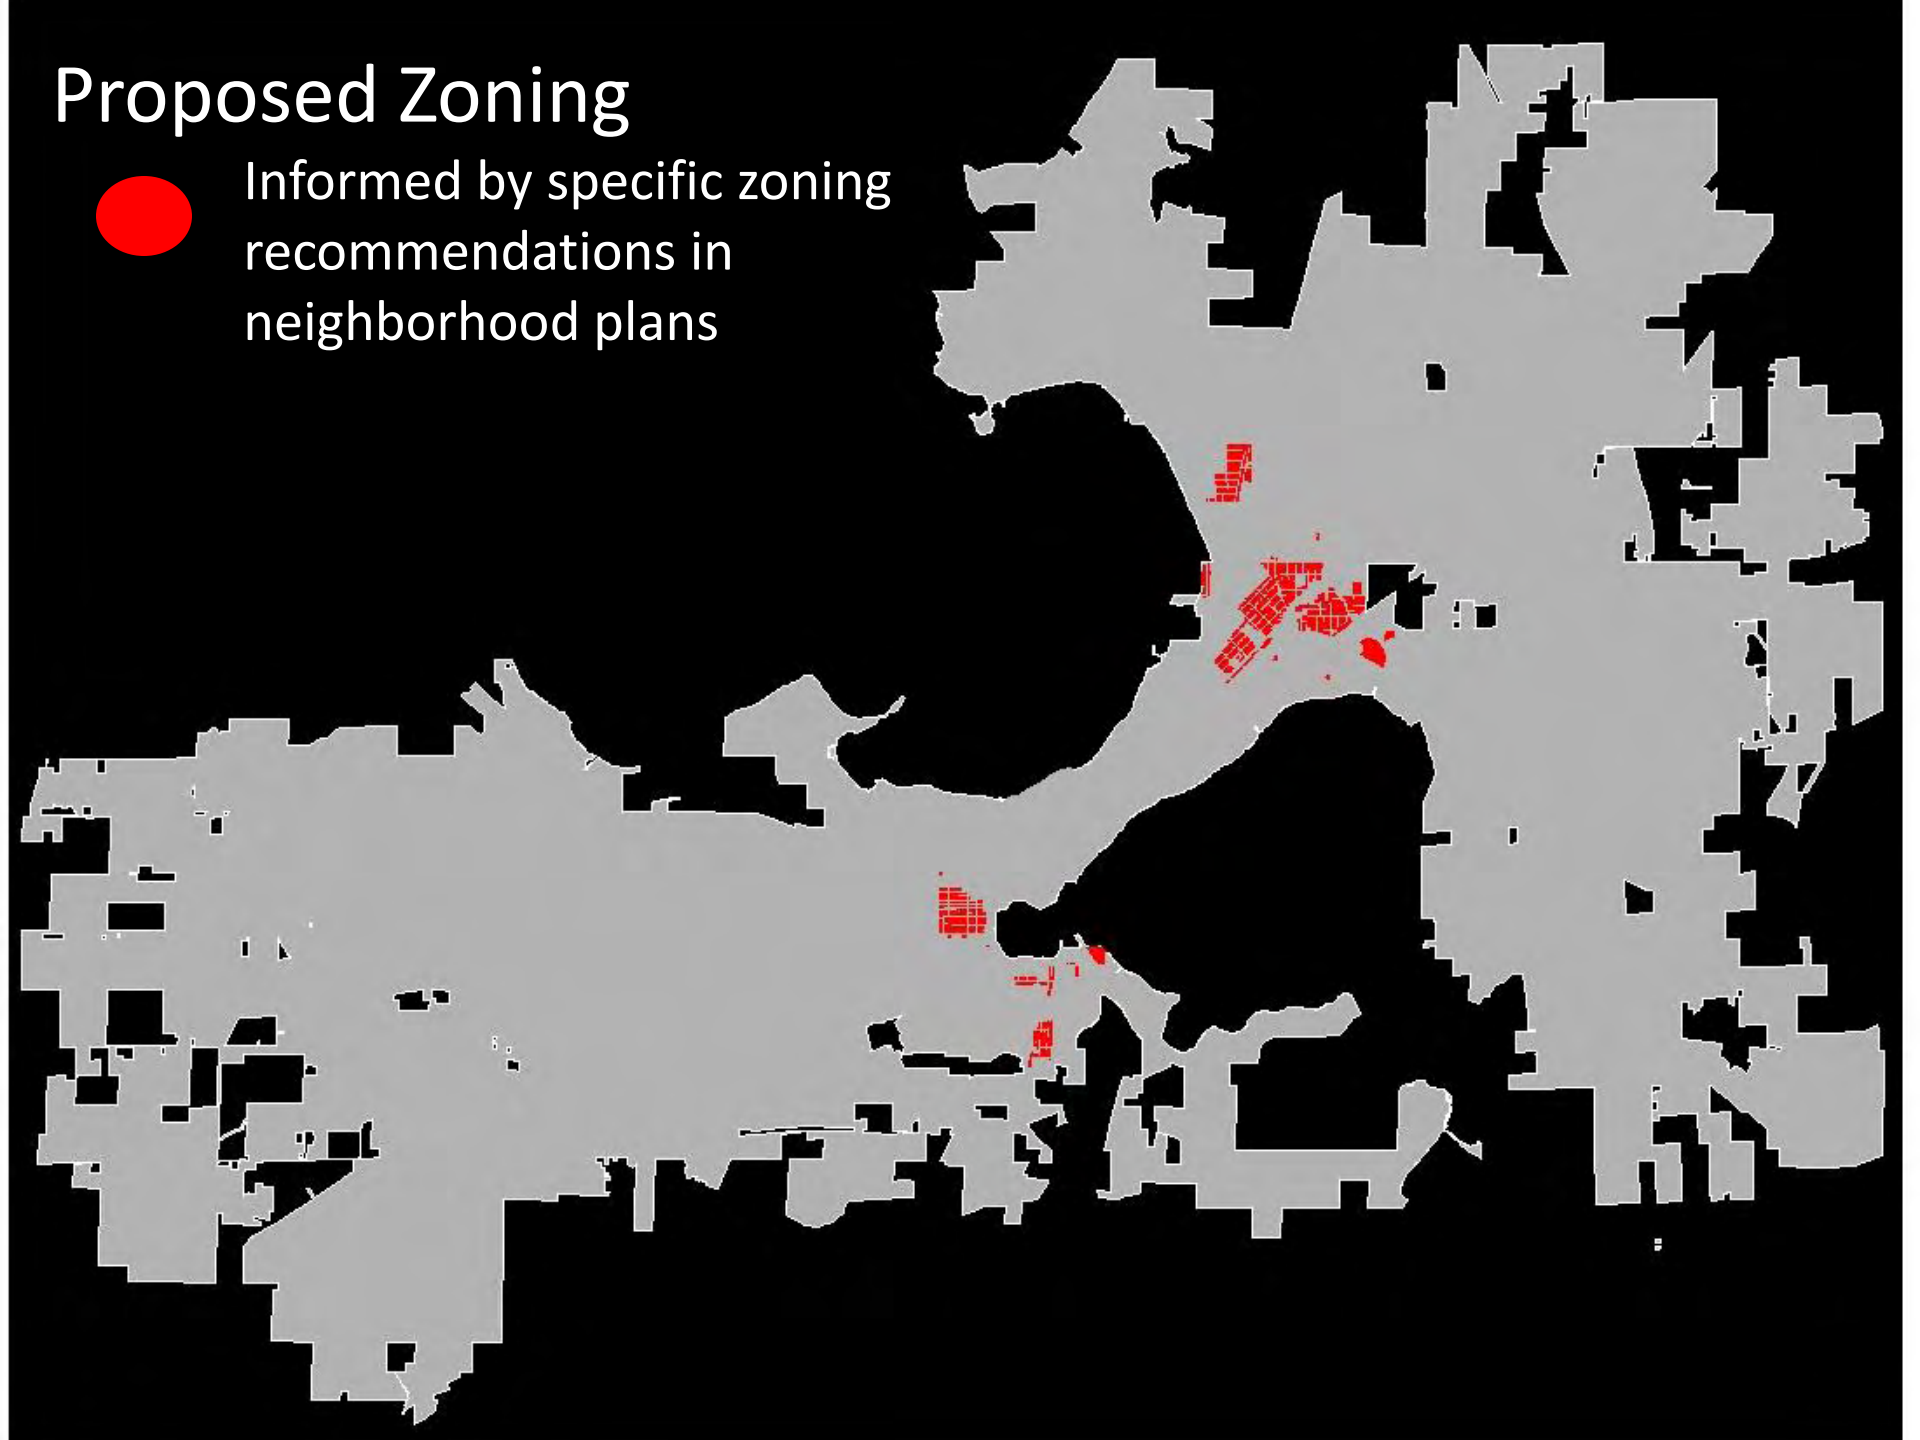 Proposed Zoning
Informed by specific zoning
recommendations in
neighborhood plans